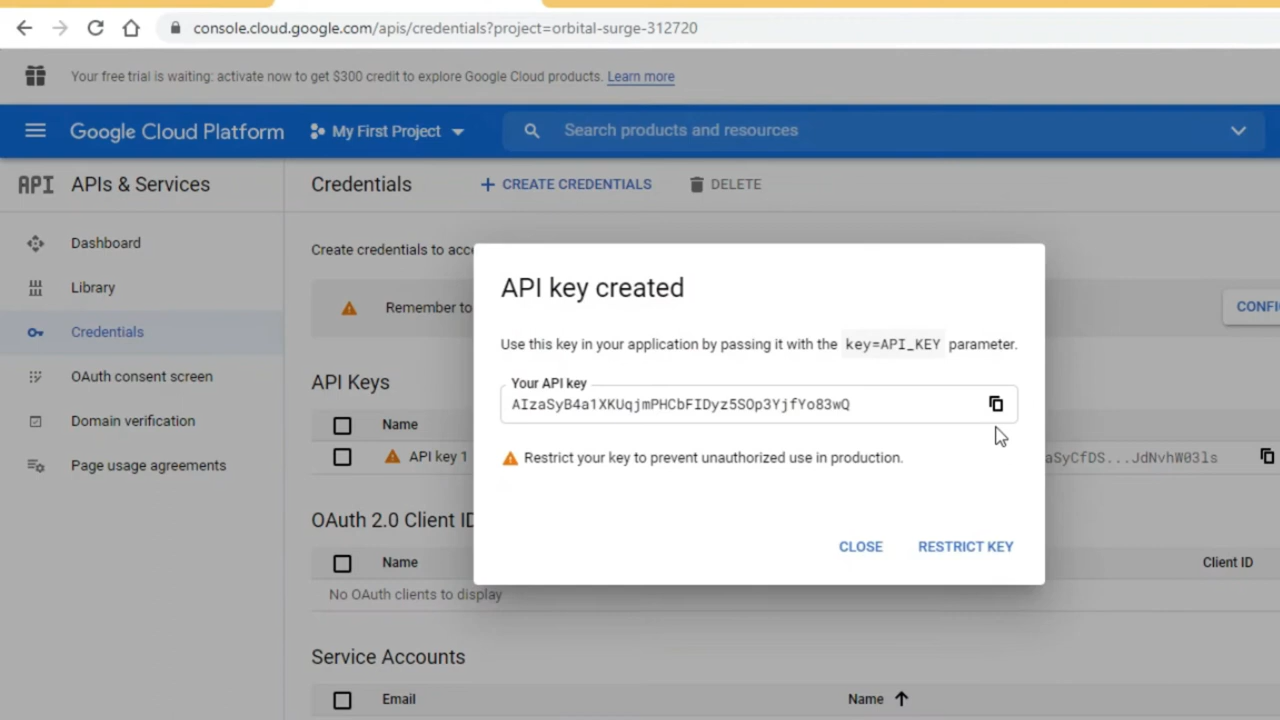 console.cloud.google.com/apis/credentials?project=orbital-surge-312720
Your free trial is waiting: activate now to get $300 credit to explore Google Cloud products. Learn more
Google Cloud Platform
My First Project
Search products and resources
API APIs & Services
Credentials
CREATE CREDENTIALS
DELETE
Dashboard
Library
Credentials
OAuth consent screen
Domain verification
Page usage agreements
Create credentials to acce
Remember to
CONFI
API Keys
Name
API key 1
aSyCfDS...JdNvhW03ls
OAuth 2.0 Client ID
Name
Client ID
No OAuth clients to display
Service Accounts
Email
Name
API key created
Use this key in your application by passing it with the key=API_KEY parameter.
Your API key
AIzaSyB4a1XKUqjmPHCbFIDyz5SOp3YjfYo83wQ
Restrict your key to prevent unauthorized use in production.
CLOSE
RESTRICT KEY